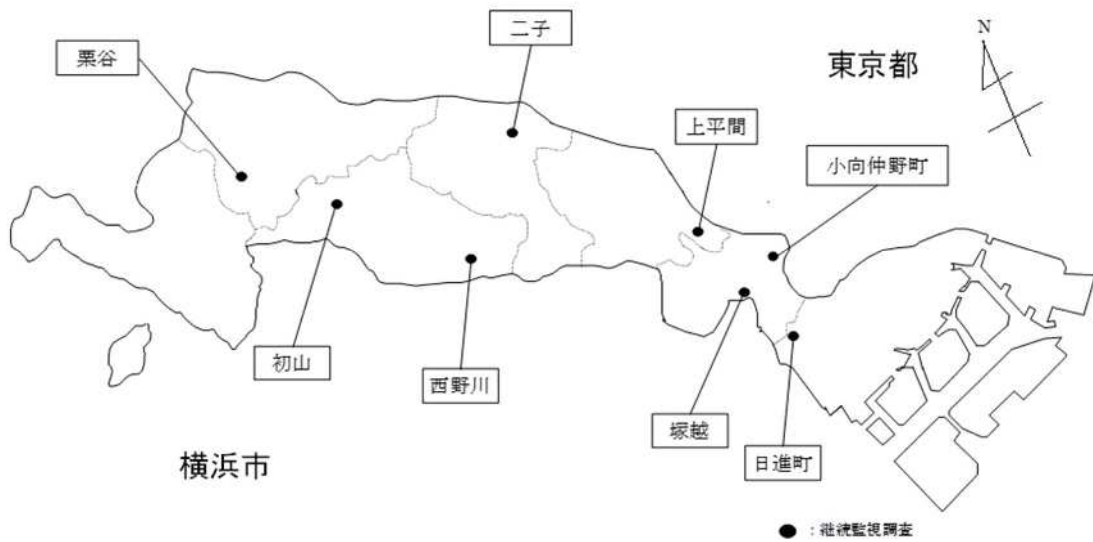 二子
栗谷
N
東京都
上平間
小向仲野町
初山
西野川
塚越
日進町
横浜市
● : 継続監視調査